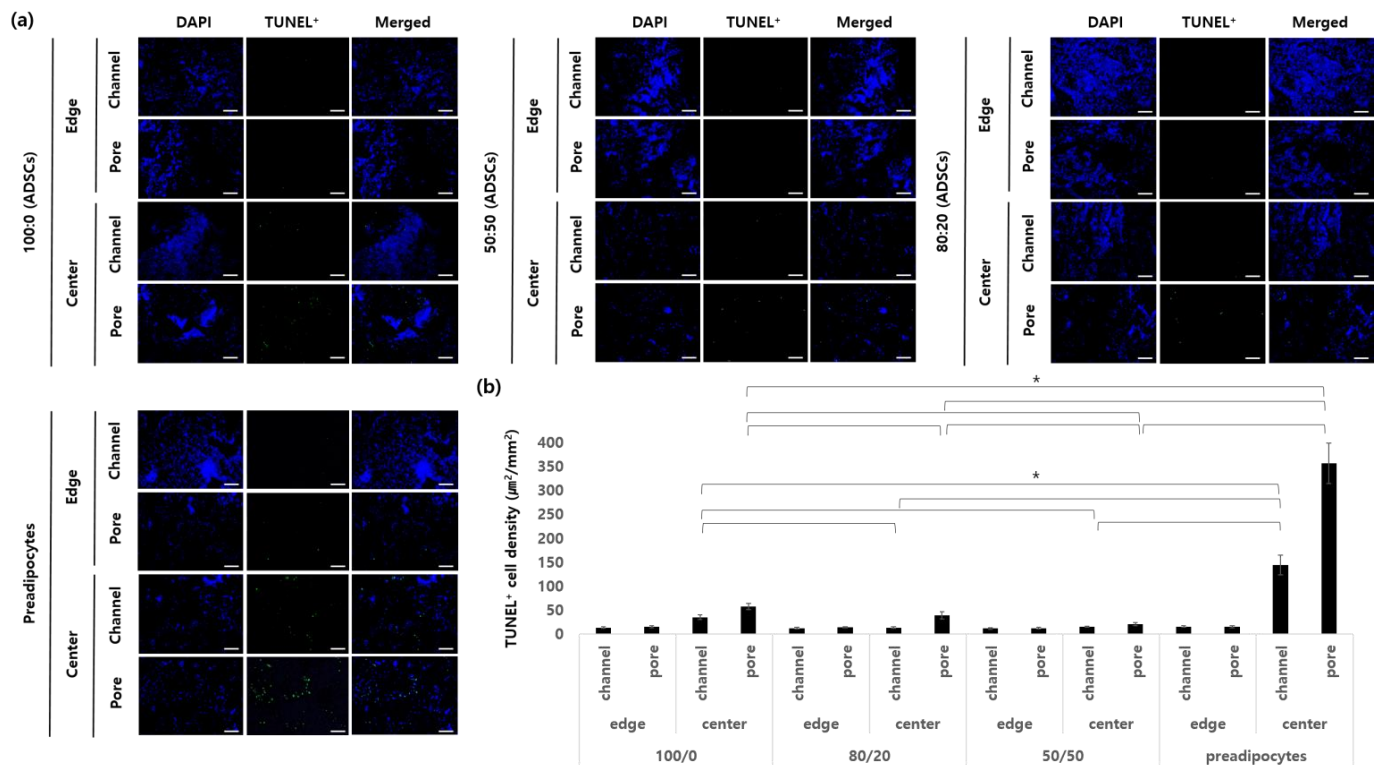 (a)
DAPI TUNEL⁺ Merged
DAPI TUNEL⁺ Merged
DAPI TUNEL⁺ Merged
100:0 (ADSCs)
Edge
Channel
Pore
Center
Channel
Pore
50:50 (ADSCs)
Edge
Channel
Pore
Center
Channel
Pore
80:20 (ADSCs)
Edge
Channel
Pore
Center
Channel
Pore
Preadipocytes
Edge
Channel
Pore
Center
Channel
Pore
(b)
TUNEL⁺ cell density (㎛²/mm²)
*
*
400
350
300
250
200
150
100
50
0
channel pore channel pore channel pore channel pore channel pore channel pore channel pore channel pore
edge center edge center edge center edge center
100/0 80/20 50/50 preadipocytes